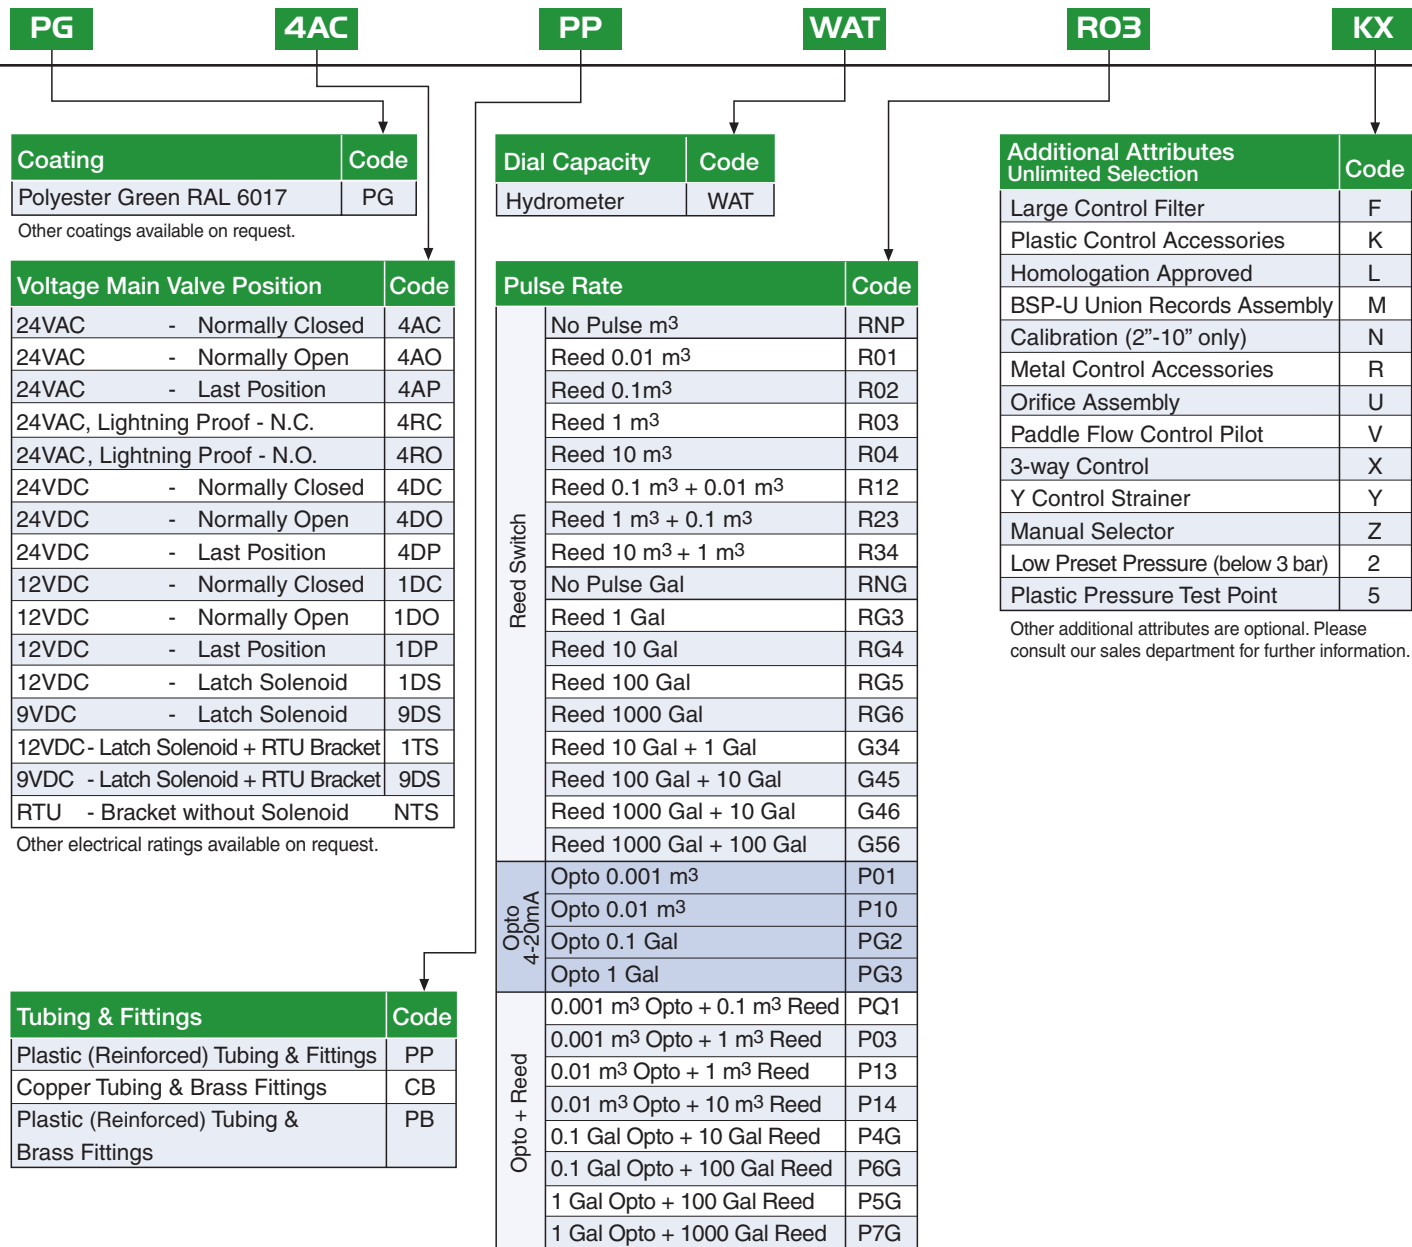 PG 4AC PP WAT RO3 KX
Coating Code
Polyester Green RAL 6017 PG
Other coatings available on request.
Voltage Main Valve Position Code
24VAC - Normally Closed 4AC
24VAC - Normally Open 4AO
24VAC - Last Position 4AP
24VAC, Lightning Proof - N.C. 4RC
24VAC, Lightning Proof - N.O. 4RO
24VDC - Normally Closed 4DC
24VDC - Normally Open 4DO
24VDC - Last Position 4DP
12VDC - Normally Closed 1DC
12VDC - Normally Open 1DO
12VDC - Last Position 1DP
12VDC - Latch Solenoid 1DS
9VDC - Latch Solenoid 9DS
12VDC - Latch Solenoid + RTU Bracket 1TS
9VDC - Latch Solenoid + RTU Bracket 9DS
RTU - Bracket without Solenoid NTS
Other electrical ratings available on request.
Tubing & Fittings Code
Plastic (Reinforced) Tubing & Fittings PP
Copper Tubing & Brass Fittings CB
Plastic (Reinforced) Tubing & PB
Brass Fittings
Dial Capacity Code
Hydrometer WAT
Pulse Rate Code
Reed Switch
No Pulse m3 RNP
Reed 0.01 m3 R01
Reed 0.1m3 R02
Reed 1 m3 R03
Reed 10 m3 R04
Reed 0.1 m3 + 0.01 m3 R12
Reed 1 m3 + 0.1 m3 R23
Reed 10 m3 + 1 m3 R34
No Pulse Gal RNG
Reed 1 Gal RG3
Reed 10 Gal RG4
Reed 100 Gal RG5
Reed 1000 Gal RG6
Reed 10 Gal + 1 Gal G34
Reed 100 Gal + 10 Gal G45
Reed 1000 Gal + 10 Gal G46
Reed 1000 Gal + 100 Gal G56
Opto
4-20mA
Opto 0.001 m3 P01
Opto 0.01 m3 P10
Opto 0.1 Gal PG2
Opto 1 Gal PG3
Opto + Reed
0.001 m3 Opto + 0.1 m3 Reed PQ1
0.001 m3 Opto + 1 m3 Reed P03
0.01 m3 Opto + 1 m3 Reed P13
0.01 m3 Opto + 10 m3 Reed P14
0.1 Gal Opto + 10 Gal Reed P4G
0.1 Gal Opto + 100 Gal Reed P6G
1 Gal Opto + 100 Gal Reed P5G
1 Gal Opto + 1000 Gal Reed P7G
Additional Attributes
Unlimited Selection Code
Large Control Filter F
Plastic Control Accessories K
Homologation Approved L
BSP-U Union Records Assembly M
Calibration (2”-10” only) N
Metal Control Accessories R
Orifice Assembly U
Paddle Flow Control Pilot V
3-way Control X
Y Control Strainer Y
Manual Selector Z
Low Preset Pressure (below 3 bar) 2
Plastic Pressure Test Point 5
Other additional attributes are optional. Please
consult our sales department for further information.